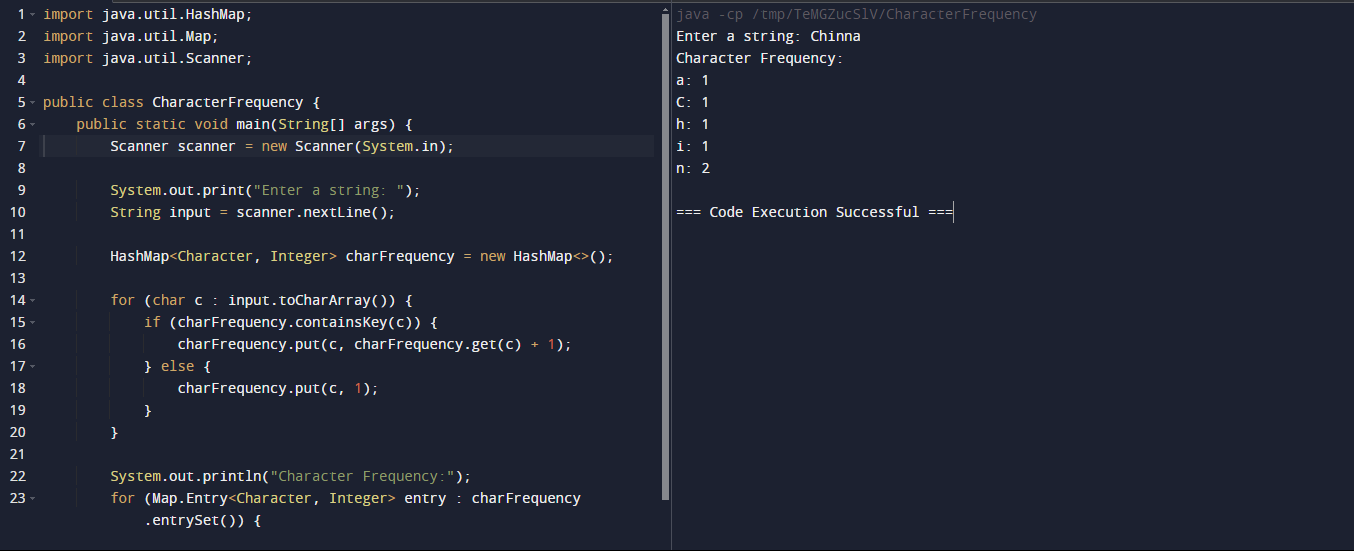 1 import java.util.HashMap;
2 import java.util.Map;
3 import java.util.Scanner;
4
5 public class CharacterFrequency {
6     public static void main(String[] args) {
7         Scanner scanner = new Scanner(System.in);
8
9         System.out.print("Enter a string: ");
10         String input = scanner.nextLine();
11
12         HashMap<Character, Integer> charFrequency = new HashMap<>();
13
14         for (char c : input.toCharArray()) {
15             if (charFrequency.containsKey(c)) {
16                 charFrequency.put(c, charFrequency.get(c) + 1);
17             } else {
18                 charFrequency.put(c, 1);
19             }
20         }
21
22         System.out.println("Character Frequency:");
23         for (Map.Entry<Character, Integer> entry : charFrequency
            .entrySet()) {
java -cp /tmp/TeMGZucSlV/CharacterFrequency
Enter a string: Chinna
Character Frequency:
a: 1
C: 1
h: 1
i: 1
n: 2
=== Code Execution Successful ===